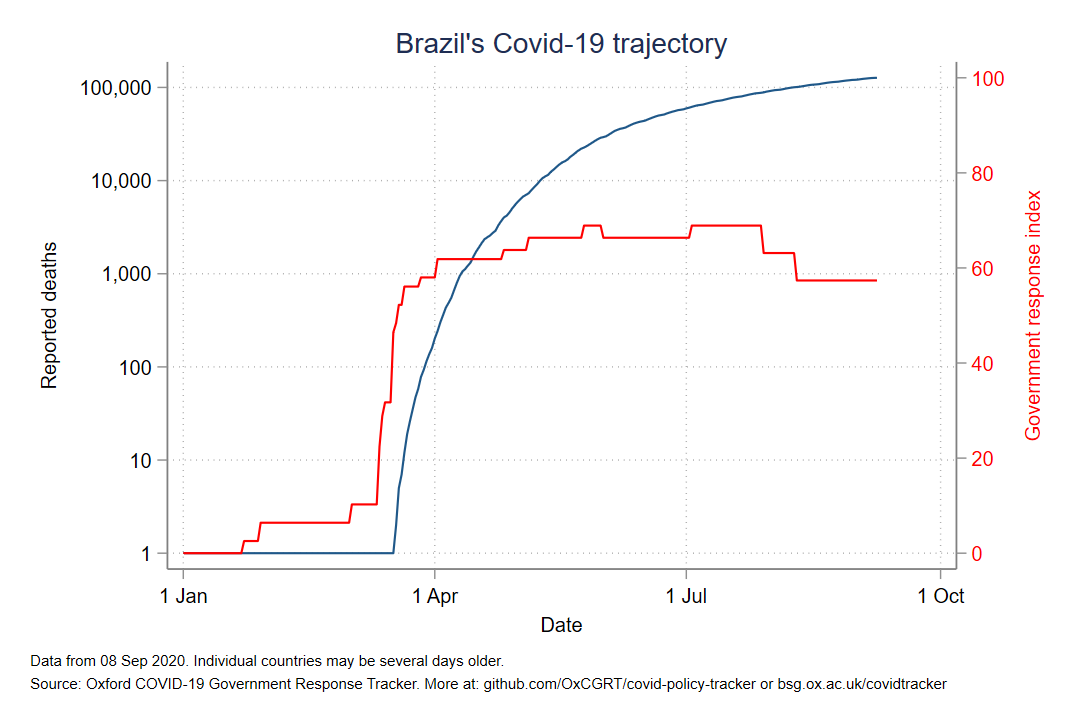 Brazil's Covid-19 trajectory
100,000
10,000
1,000
100
10
1
Reported deaths
100
80
60
40
20
0
Government response index
1 Jan
1 Apr
1 Jul
1 Oct
Date
Data from 08 Sep 2020. Individual countries may be several days older.
Source: Oxford COVID-19 Government Response Tracker. More at: github.com/OxCGRT/covid-policy-tracker or bsg.ox.ac.uk/covidtracker